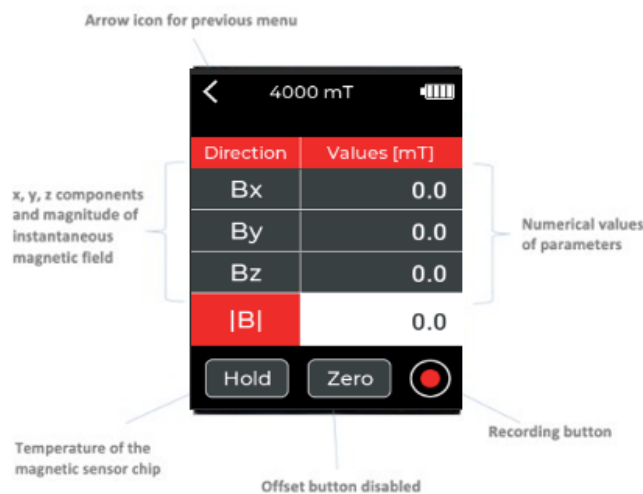 Arrow icon for previous menu
4000 mT
Direction Values [mT]
Bx 0.0
By 0.0
Bz 0.0
|B| 0.0
Hold Zero
x, y, z components
and magnitude of
instantaneous
magnetic field
Numerical values
of parameters
Temperature of the
magnetic sensor chip
Offset button disabled
Recording button